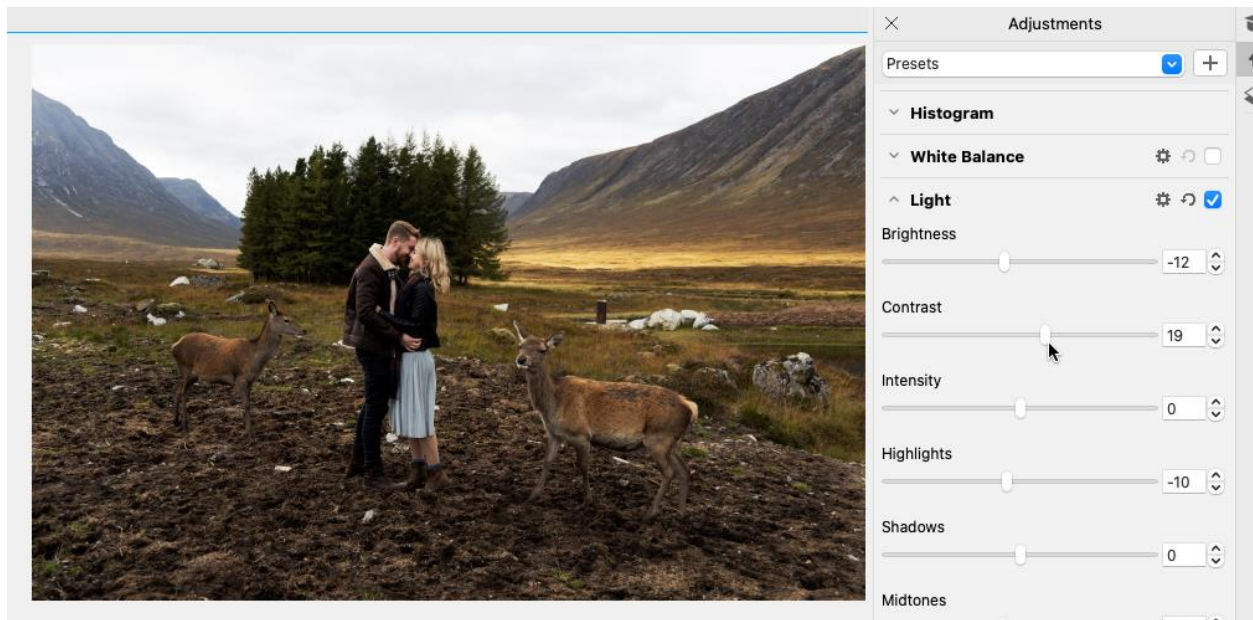 Adjustments
Presets
Histogram
White Balance
Light
Brightness
-12
Contrast
19
Intensity
0
Highlights
-10
Shadows
0
Midtones